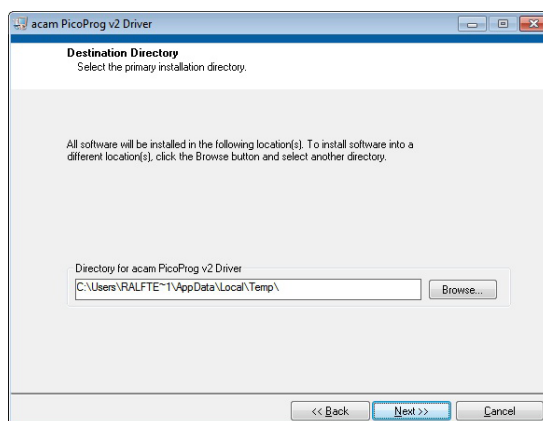 acam PicoProg v2 Driver
Destination Directory
Select the primary installation directory.
All software will be installed in the following location(s). To install software into a
different location(s), click the Browse button and select another directory.
Directory for acam PicoProg v2 Driver
C:\Users\RALFTE~1\AppData\Local\Temp\
Browse...
<< Back
Next >>
Cancel